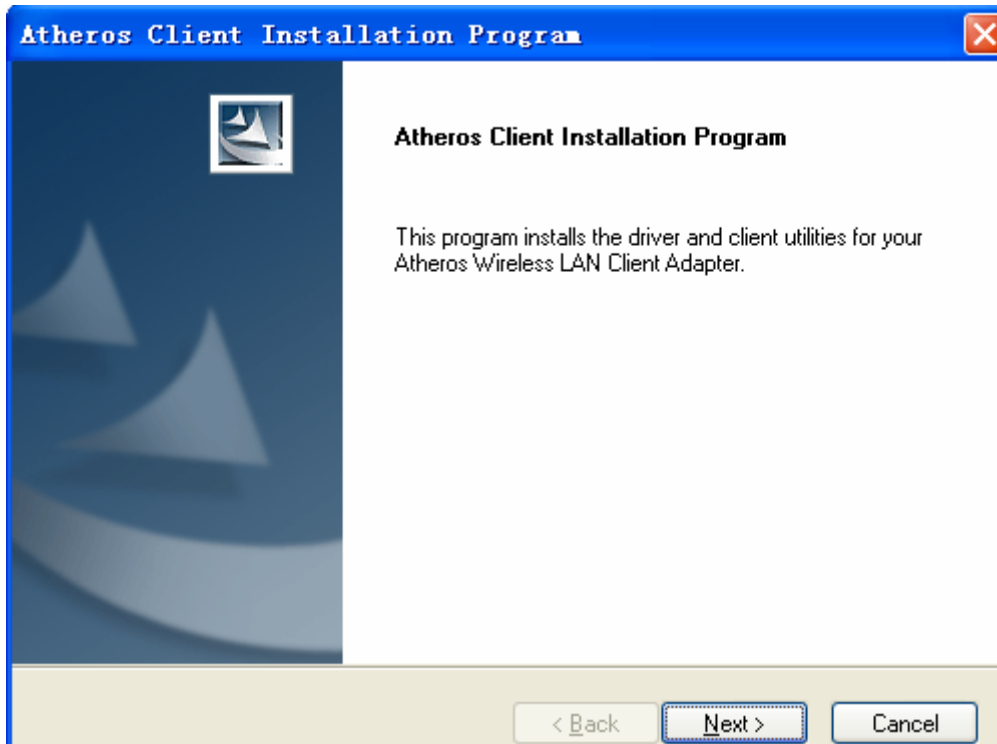 Atheros Client Installation Program
Atheros Client Installation Program
This program installs the driver and client utilities for your
Atheros Wireless LAN Client Adapter.
< Back
Next >
Cancel